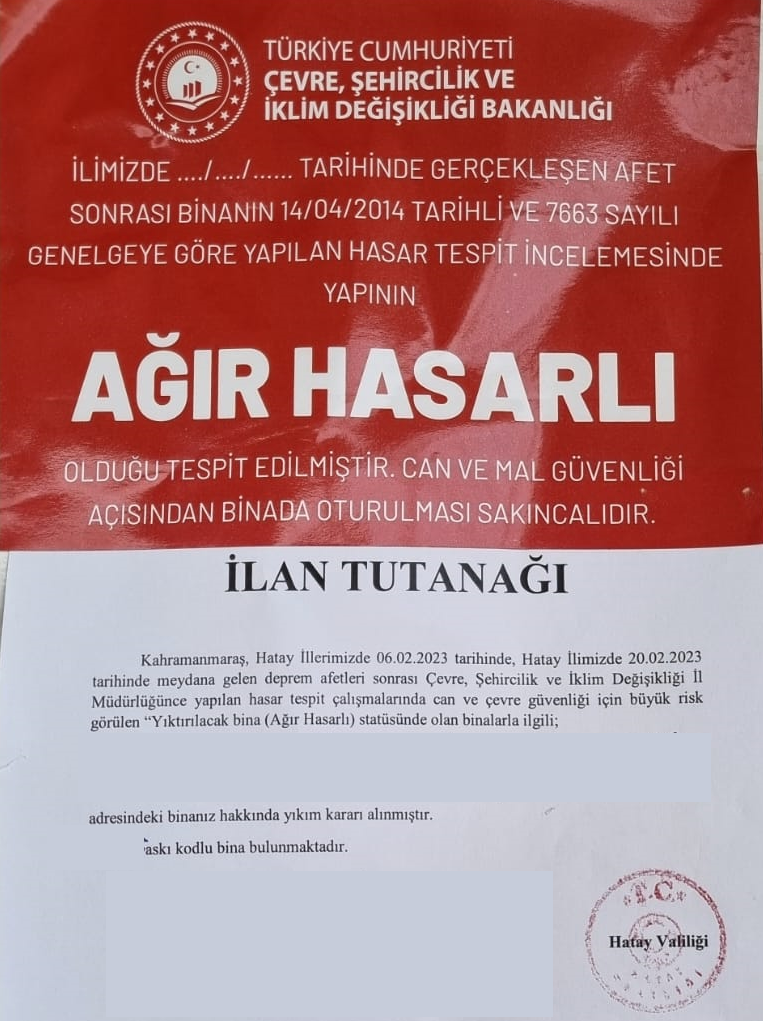 TÜRKİYE CUMHURİYETİ
ÇEVRE, ŞEHİRCİLİK VE
İKLİM DEĞİŞİKLİĞİ BAKANLIĞI
İLİMİZDE ..../..../...... TARİHİNDE GERÇEKLEŞEN AFET
SONRASI BİNANIN 14/04/2014 TARİHLİ VE 7663 SAYILI
GENELGEYE GÖRE YAPILAN HASAR TESPİT İNCELEMESİNDE
YAPININ
AĞIR HASARLI
OLDUĞU TESPİT EDİLMİŞTİR. CAN VE MAL GÜVENLİĞİ
AÇISINDAN BİNADA OTURULMASI SAKINCALIDIR.
İLAN TUTANAĞI
Kahramanmaraş, Hatay İllerimizde 06.02.2023 tarihinde, Hatay İlimizde 20.02.2023
tarihinde meydana gelen deprem afetleri sonrası Çevre, Şehircilik ve İklim Değişikliği İl
Müdürlüğünce yapılan hasar tespit çalışmalarında can ve çevre güvenliği için büyük risk
görülen “Yıktırılacak bina (Ağır Hasarlı) statüsünde olan binalarla ilgili;
adresindeki binanız hakkında yıkım kararı alınmıştır.
askı kodlu bina bulunmaktadır.
T.C.
Hatay Valiliği